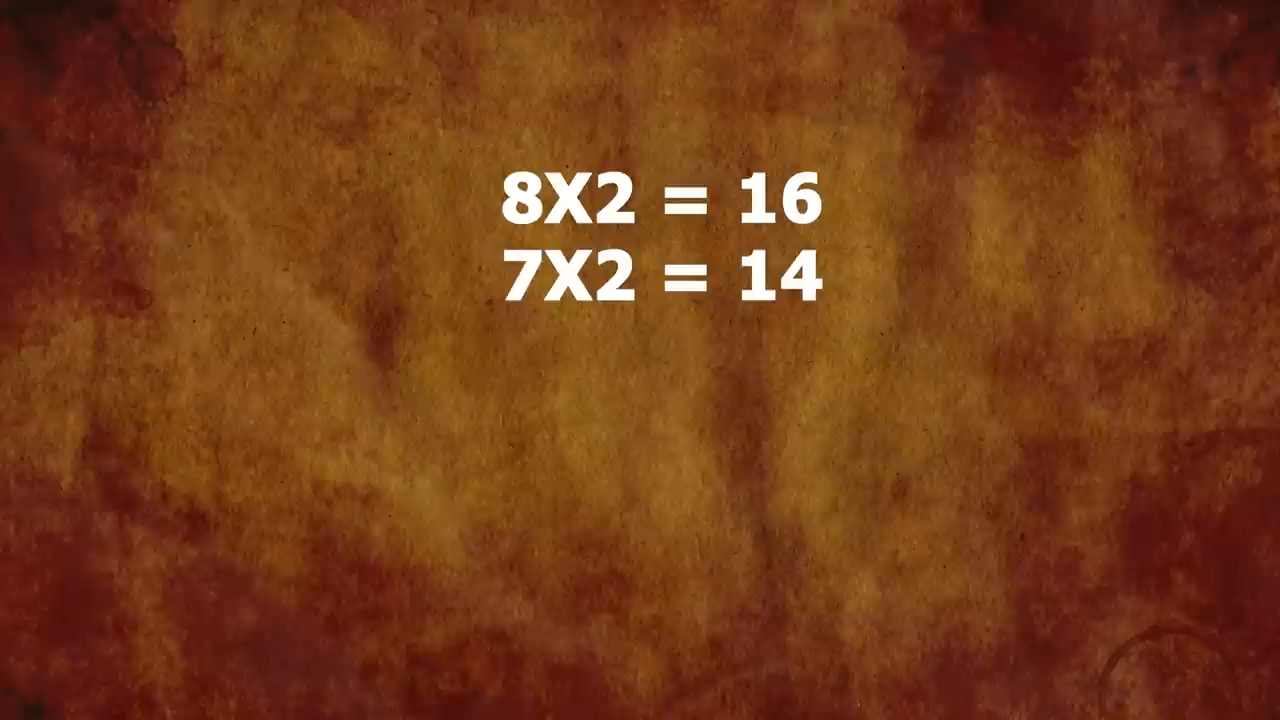 8X2 = 16
7X2 = 14